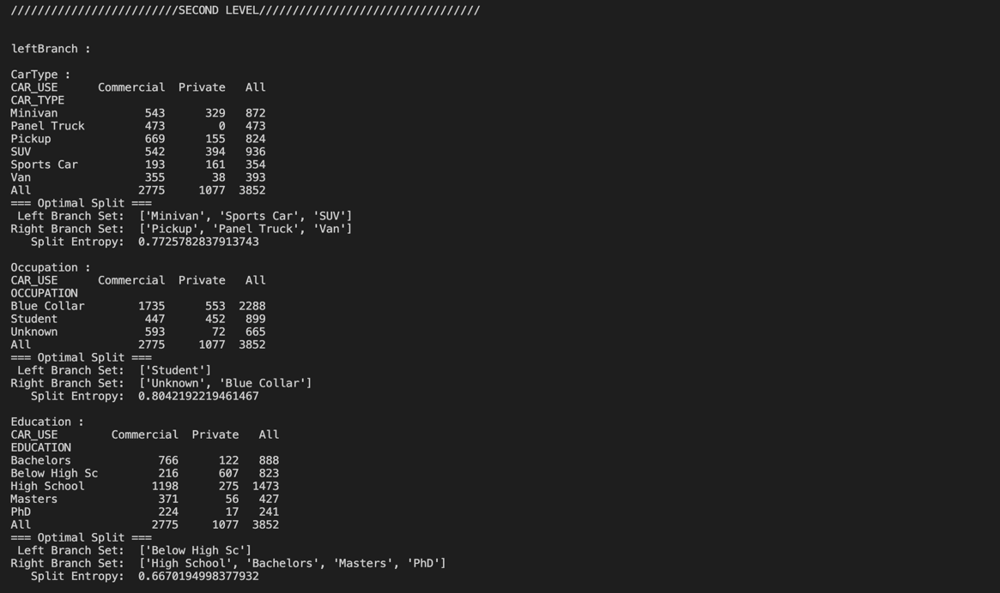 /////////////////////////SECOND LEVEL/////////////////////////////////
leftBranch :
CarType :
CAR_USE      Commercial  Private   All
CAR_TYPE
Minivan             543      329   872
Panel Truck         473        0   473
Pickup              669      155   824
SUV                 542      394   936
Sports Car          193      161   354
Van                 355       38   393
All                2775     1077  3852
=== Optimal Split ===
 Left Branch Set:  ['Minivan', 'Sports Car', 'SUV']
Right Branch Set:  ['Pickup', 'Panel Truck', 'Van']
   Split Entropy:  0.7725782837913743
Occupation :
CAR_USE      Commercial  Private   All
OCCUPATION
Blue Collar        1735      553  2288
Student             447      452   899
Unknown             593       72   665
All                2775     1077  3852
=== Optimal Split ===
 Left Branch Set:  ['Student']
Right Branch Set:  ['Unknown', 'Blue Collar']
   Split Entropy:  0.8042192219461467
Education :
CAR_USE        Commercial  Private   All
EDUCATION
Bachelors             766      122   888
Below High Sc         216      607   823
High School          1198      275  1473
Masters               371       56   427
PhD                   224       17   241
All                  2775     1077  3852
=== Optimal Split ===
 Left Branch Set:  ['Below High Sc']
Right Branch Set:  ['High School', 'Bachelors', 'Masters', 'PhD']
   Split Entropy:  0.6670194998377932